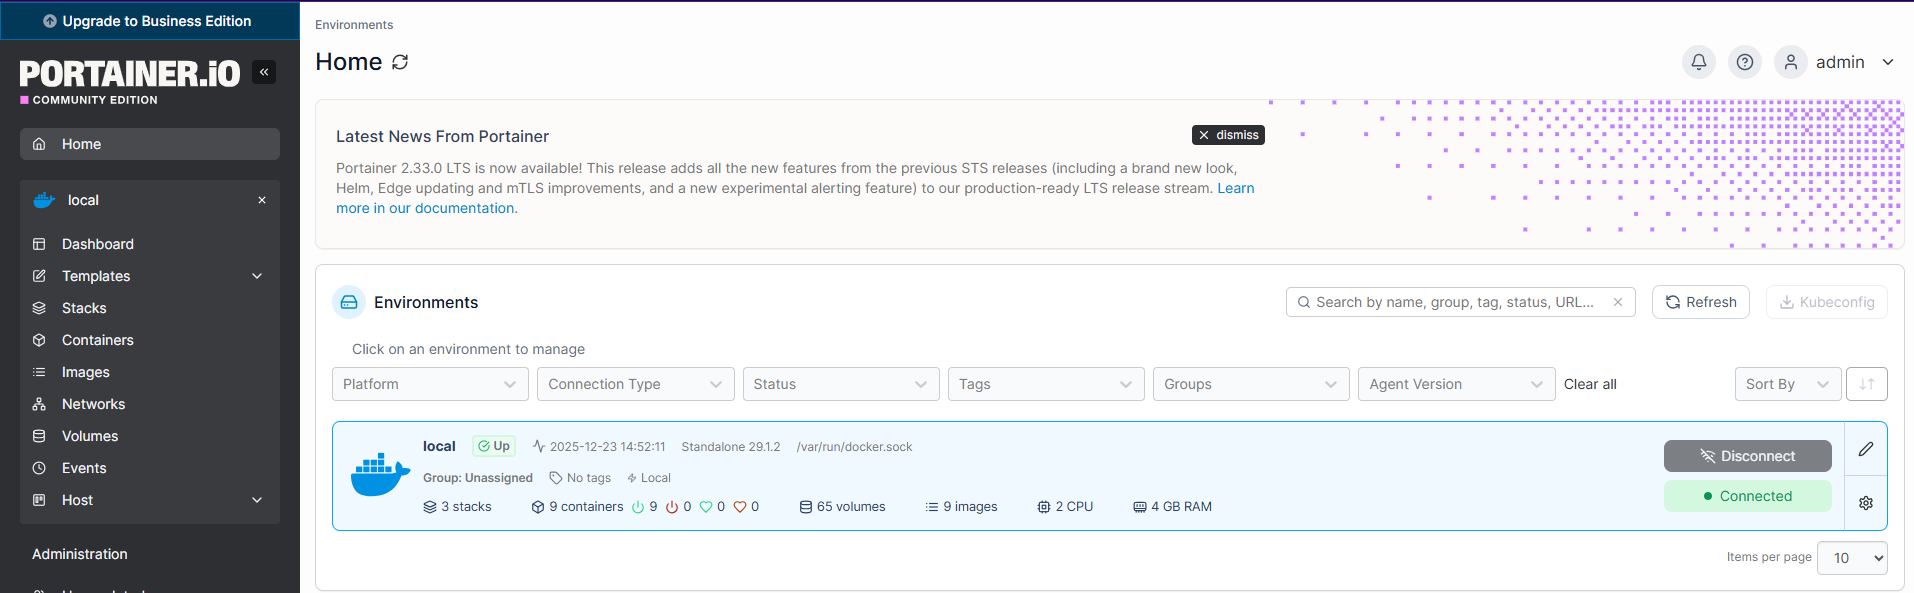 Upgrade to Business Edition
PORTAINER.iO
COMMUNITY EDITION
Home
local
Dashboard
Templates
Stacks
Containers
Images
Networks
Volumes
Events
Host
Administration
Environments
Home
admin
Latest News From Portainer
dismiss
Portainer 2.33.0 LTS is now available! This release adds all the new features from the previous STS releases (including a brand new look,
Helm, Edge updating and mTLS improvements, and a new experimental alerting feature) to our production-ready LTS release stream. Learn
more in our documentation.
Environments
Search by name, group, tag, status, URL...
Refresh
Kubeconfig
Click on an environment to manage
Platform
Connection Type
Status
Tags
Groups
Agent Version
Clear all
Sort By
local Up 2025-12-23 14:52:11 Standalone 29.1.2 /var/run/docker.sock
Group: Unassigned No tags Local
3 stacks 9 containers 9 0 0 0 65 volumes 9 images 2 CPU 4 GB RAM
Disconnect
Connected
Items per page 10